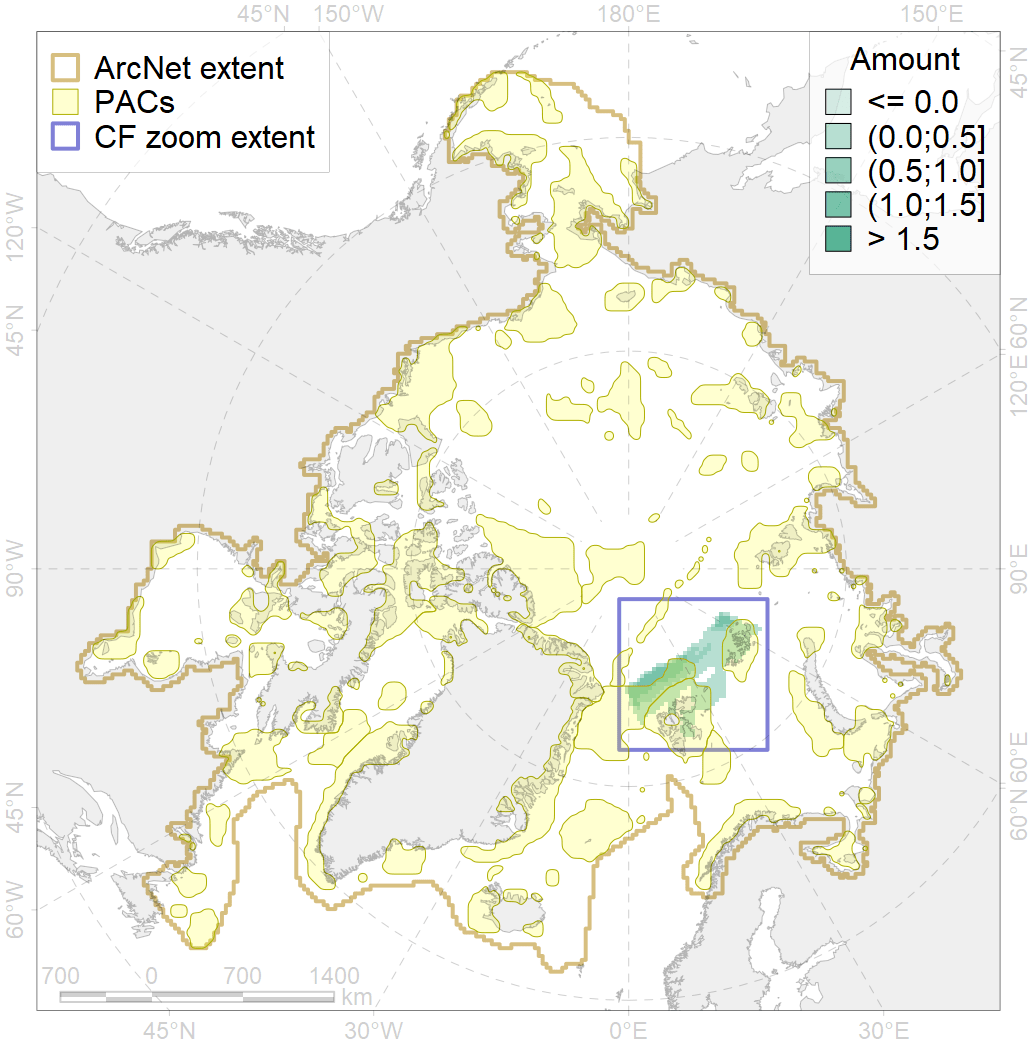 45°N 150°W 180°E 150°E
ArcNet extent
PACs
CF zoom extent
Amount
<= 0.0
(0.0;0.5]
(0.5;1.0]
(1.0;1.5]
> 1.5
120°W
45°N
90°W
45°N
60°W
45°N
60°N
120°E
90°E
60°E
60°N
700 0 700 1400
km
45°N 30°W 0°E 30°E